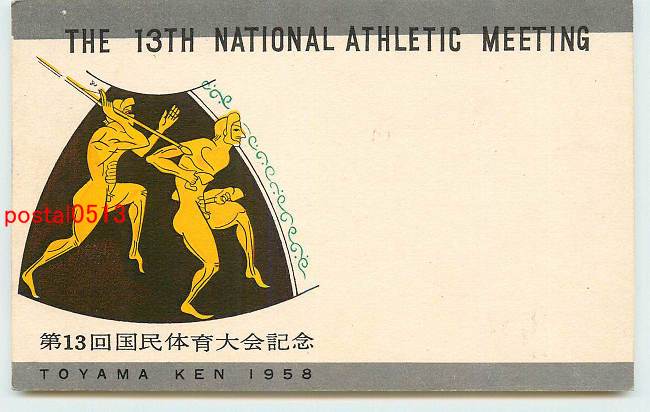 THE 13TH NATIONAL ATHLETIC MEETING
postal0513
第13回国民体育大会記念
TOYAMA KEN 1958